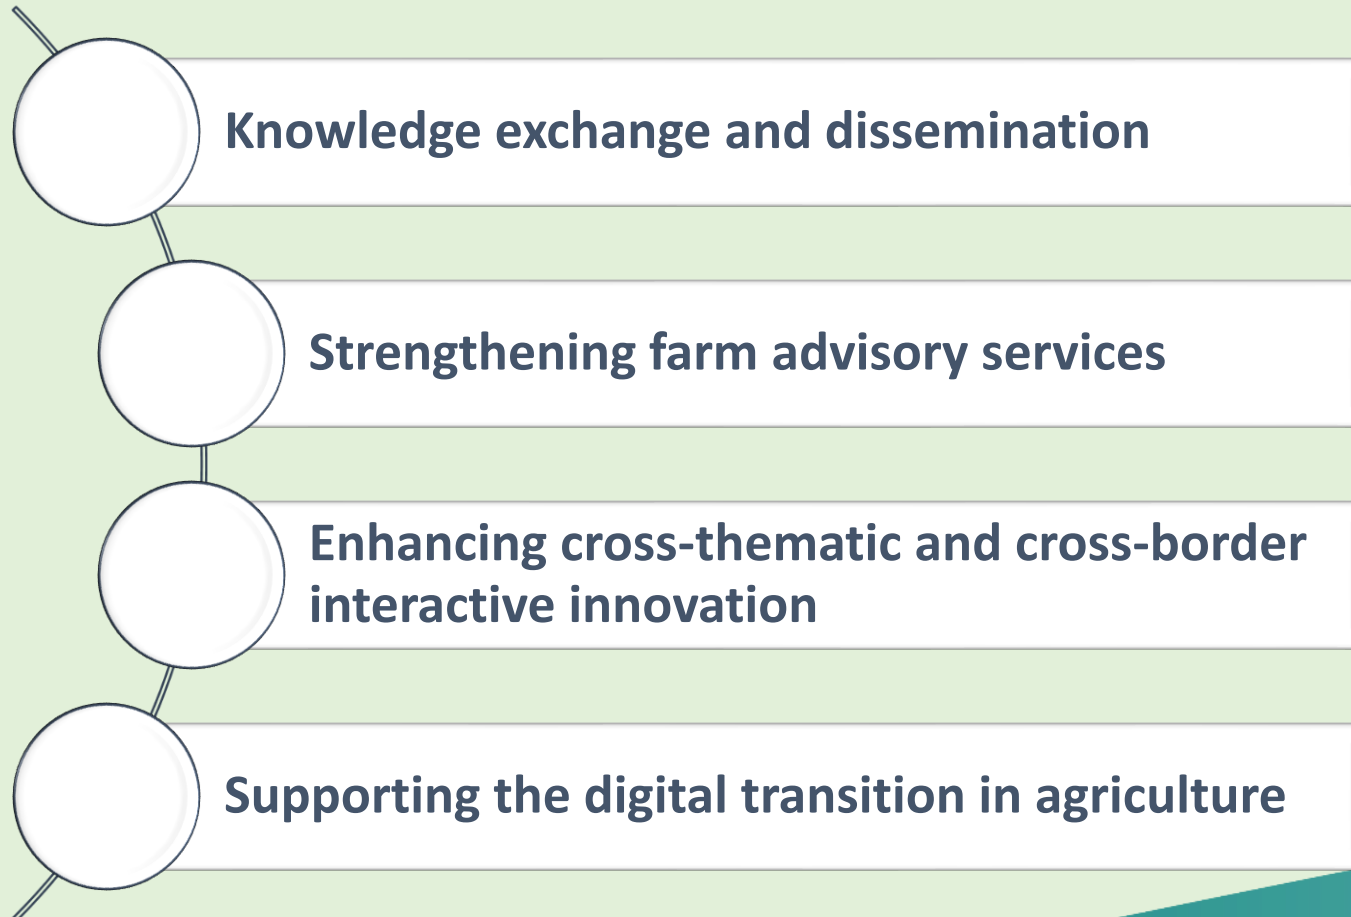 Knowledge exchange and dissemination
Strengthening farm advisory services
Enhancing cross-thematic and cross-border
interactive innovation
Supporting the digital transition in agriculture